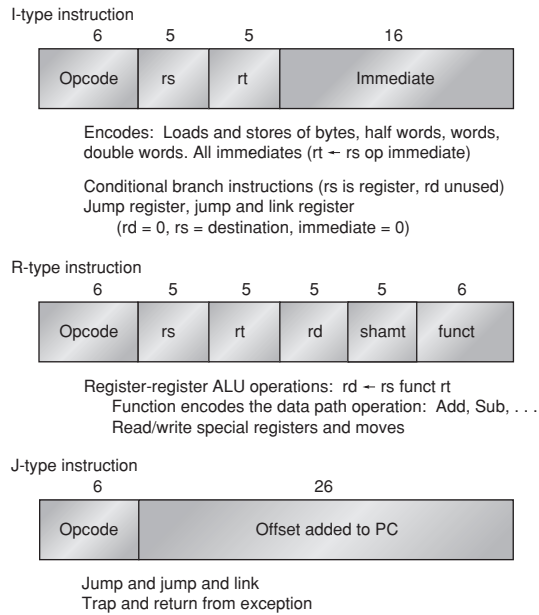 I-type instruction
6 5 5 16
Opcode rs rt Immediate
Encodes: Loads and stores of bytes, half words, words,
double words. All immediates (rt ← rs op immediate)
Conditional branch instructions (rs is register, rd unused)
Jump register, jump and link register
(rd = 0, rs = destination, immediate = 0)
R-type instruction
6 5 5 5 5 6
Opcode rs rt rd shamt funct
Register-register ALU operations: rd ← rs funct rt
Function encodes the data path operation: Add, Sub, . . .
Read/write special registers and moves
J-type instruction
6 26
Opcode Offset added to PC
Jump and jump and link
Trap and return from exception